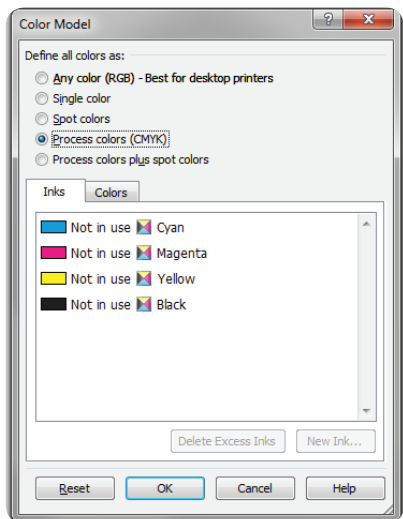 Color Model
?
X
Define all colors as:
Any color (RGB) - Best for desktop printers
Single color
Spot colors
Process colors (CMYK)
Process colors plus spot colors
Inks
Colors
Not in use Cyan
Not in use Magenta
Not in use Yellow
Not in use Black
Delete Excess Inks
New Ink...
Reset
OK
Cancel
Help